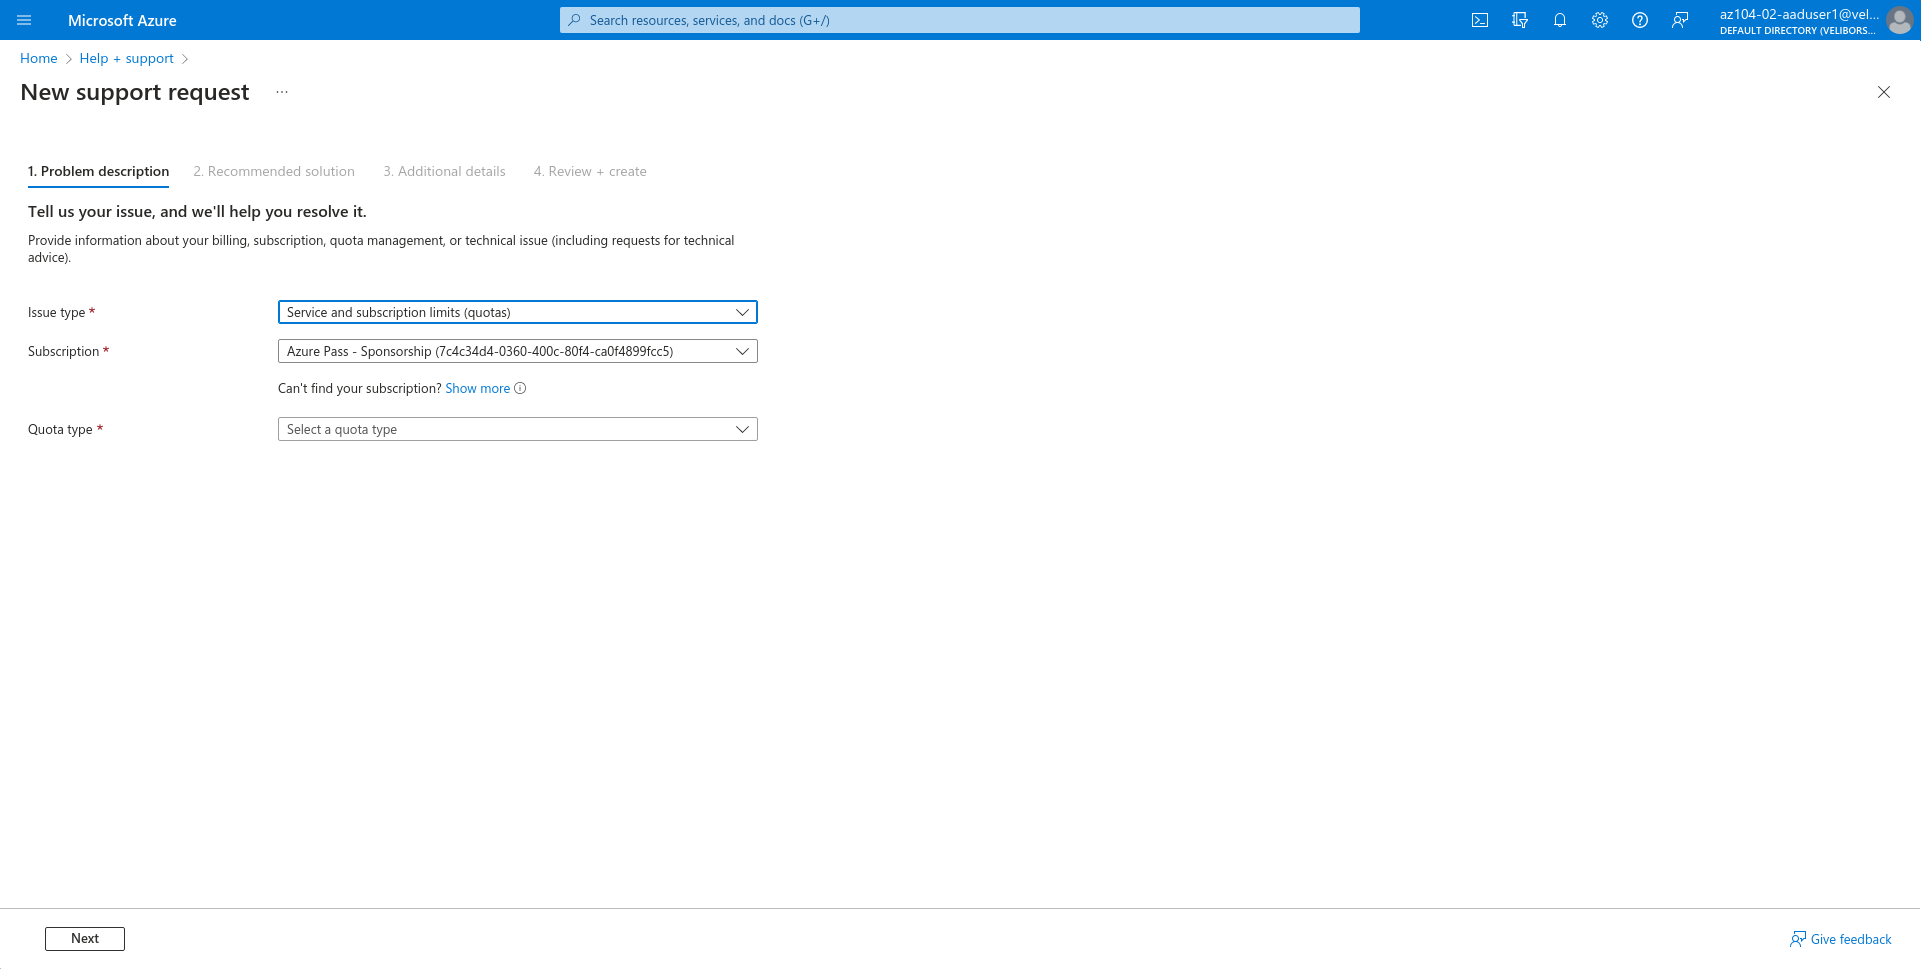 Microsoft Azure
Search resources, services, and docs (G+/)
az104-02-aaduser1@vel...
DEFAULT DIRECTORY (VELIBORS...
Home
Help + support
New support request
...
1. Problem description
2. Recommended solution
3. Additional details
4. Review + create
Tell us your issue, and we'll help you resolve it.
Provide information about your billing, subscription, quota management, or technical issue (including requests for technical
advice).
Issue type *
Service and subscription limits (quotas)
Subscription *
Azure Pass - Sponsorship (7c4c34d4-0360-400c-80f4-ca0f4899fcc5)
Can't find your subscription? Show more
Quota type *
Select a quota type
Next
Give feedback